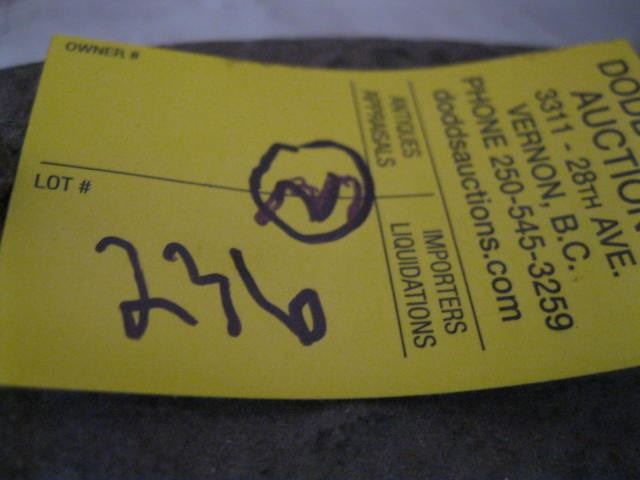 OWNER #
LOT #
2
236
DODD
AUCTION
3311 - 28TH AVE.
VERNON, B.C.
PHONE 250-545-3259
doddsauctions.com
ANTIQUES
APPRAISALS
IMPORTERS
LIQUIDATIONS